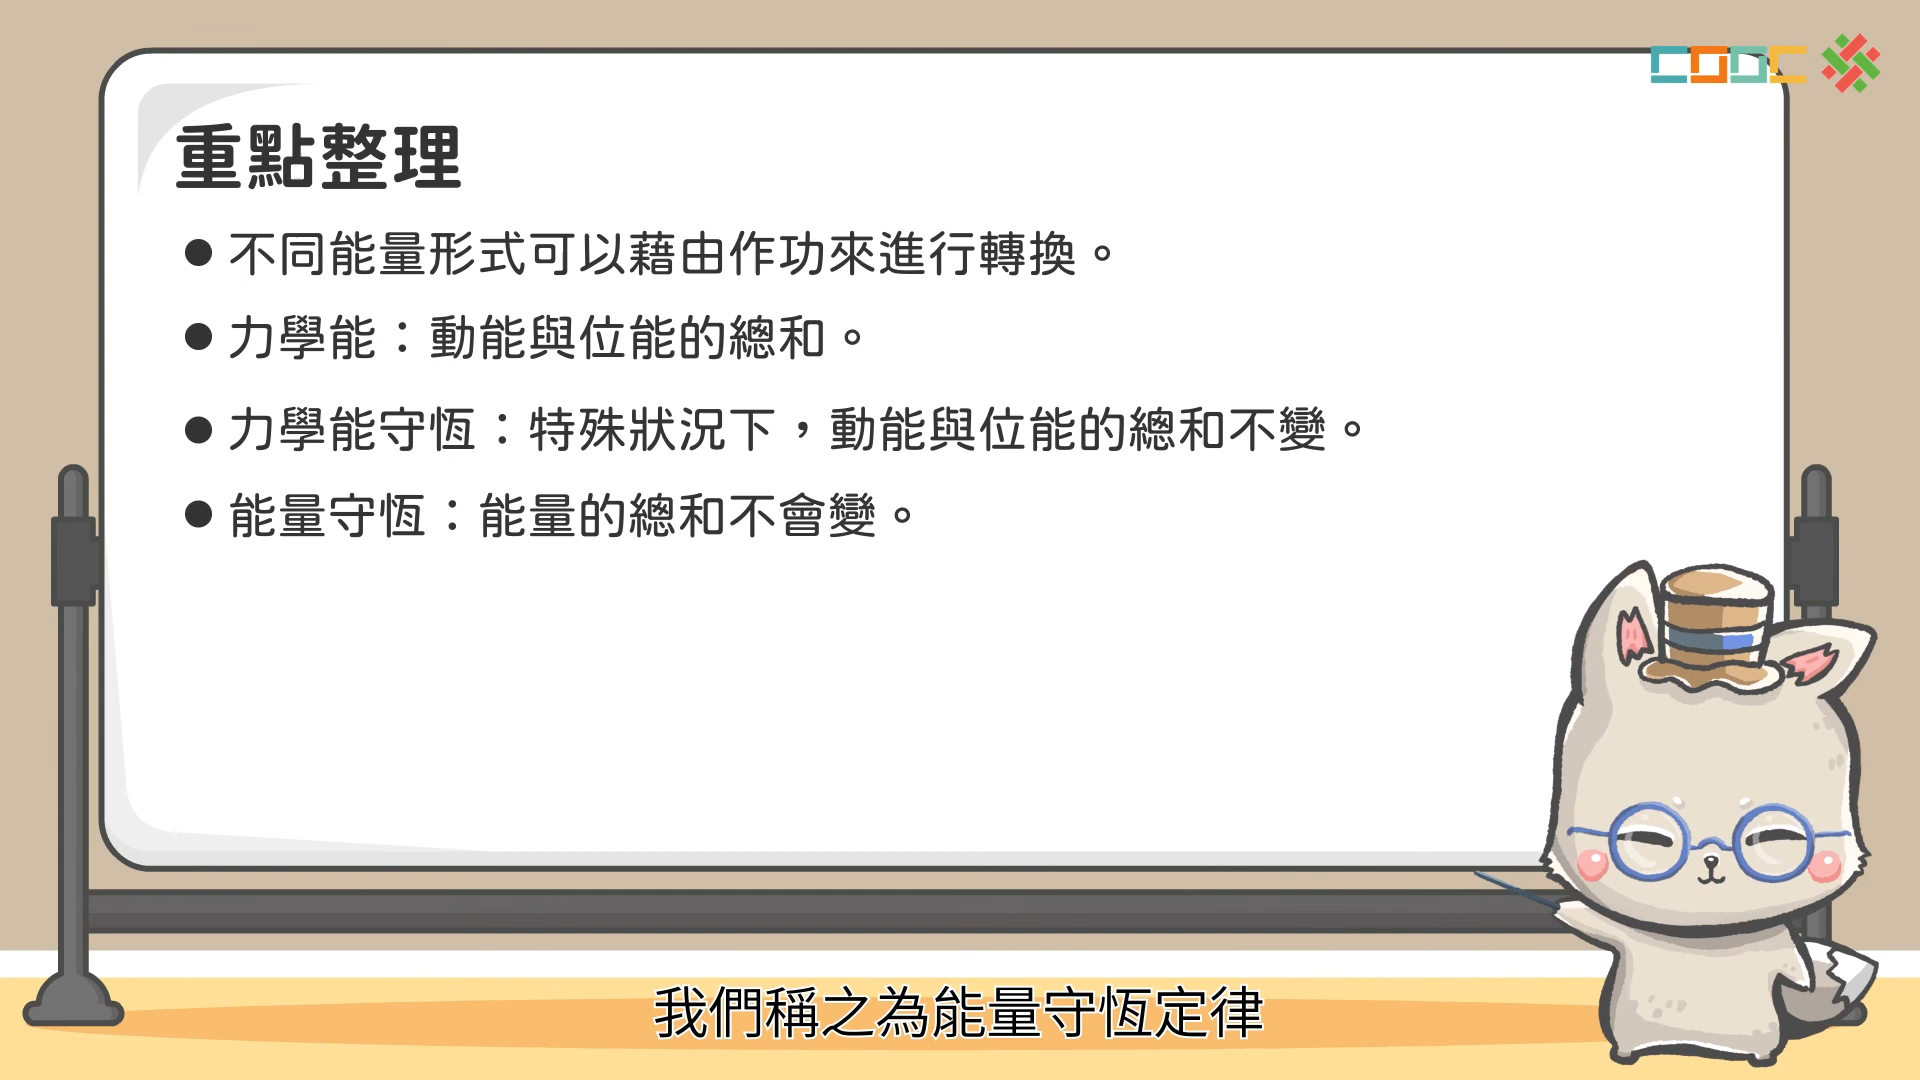 重點整理
● 不同能量形式可以藉由作功來進行轉換。
● 力學能：動能與位能的總和。
● 力學能守恆：特殊狀況下，動能與位能的總和不變。
● 能量守恆：能量的總和不會變。
我們稱之為能量守恆定律